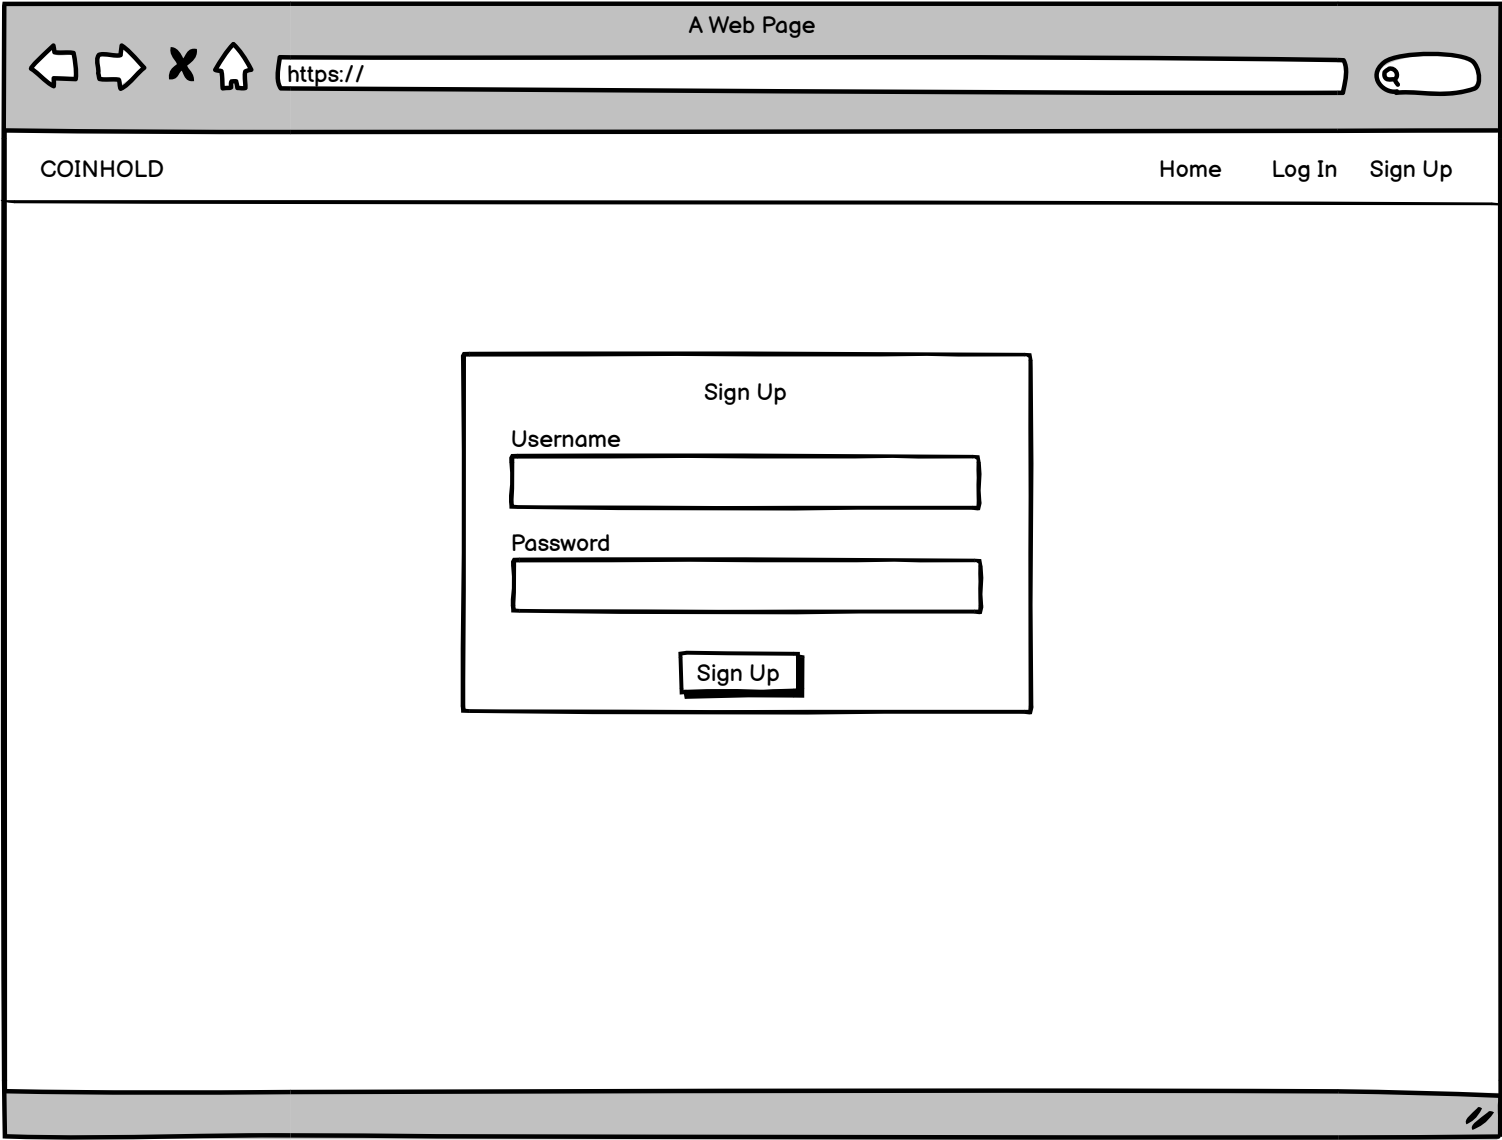 A Web Page
https://
COINHOLD
Home
Log In
Sign Up
Sign Up
Username
Password
Sign Up